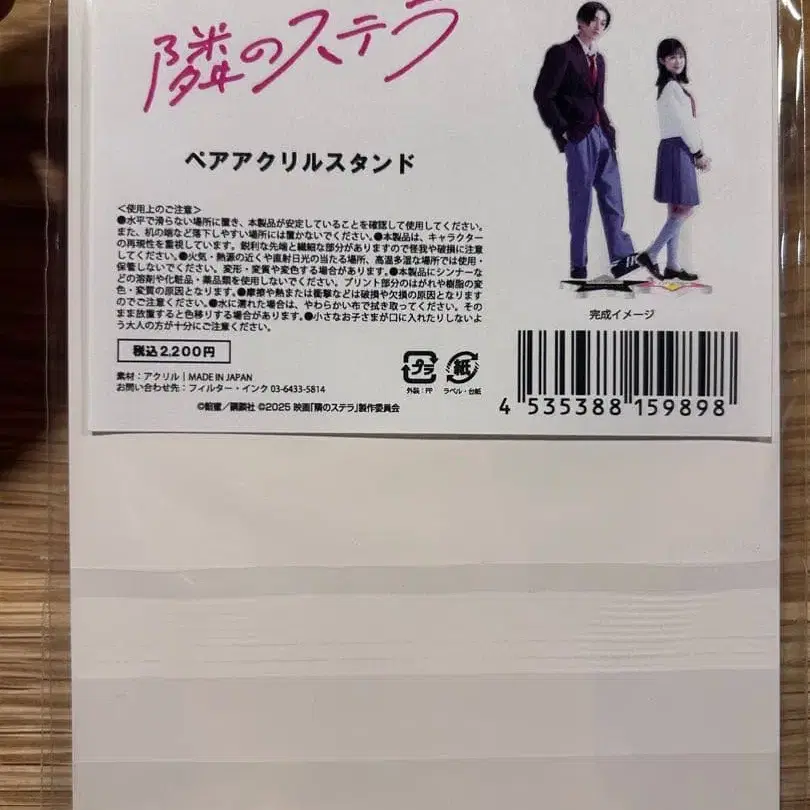 隣のステラ
ペアアクリルスタンド
<使用上のご注意>
●水平で滑らない場所に置き、本製品が安定していることを確認して使用してください。
また、机の端など落下しやすい場所には置かないでください。●本製品は、キャラクター
の再現性を重視しています。鋭利な先端と繊細な部分がありますので怪我や破損に注意
してください。●火気・熱源の近くや直射日光の当たる場所、高温多湿な場所では使用・
保管しないでください。変形・変質や変色する場合があります。●本製品にシンナーな
どの溶剤や化粧品・薬品類を使用しないでください。プリント部分のはがれや樹脂の変
色・変質の原因となります。●摩擦や熱または衝撃などは破損や欠損の原因となります
のでご注意ください。●水に濡れた場合は、やわらかい布で拭き取ってください。その
まま放置すると色移りする場合があります。●小さなお子さまが口に入れたりしないよ
う大人の方が十分にご注意ください。
税込2,200円
素材:アクリル | MADE IN JAPAN
お問い合わせ先:フィルター・インク 03-6433-5814
©餡蜜/講談社 ©2025 映画「隣のステラ」製作委員会
完成イメージ
プラ
外装:PP
紙
ラベル・台紙
4 535388 159898